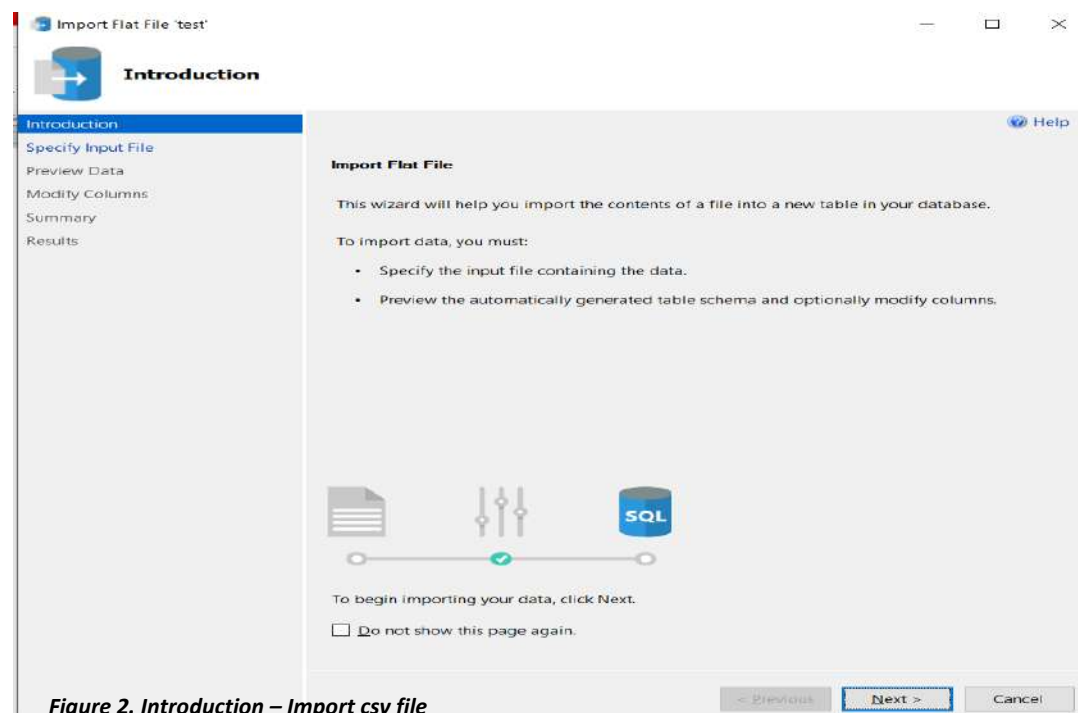 Import Flat File 'test'
Introduction
Introduction
Specify Input File
Preview Data
Modify Columns
Summary
Results
Help
Import Flat File
This wizard will help you import the contents of a file into a new table in your database.
To import data, you must:
• Specify the input file containing the data.
• Preview the automatically generated table schema and optionally modify columns.
SQL
To begin importing your data, click Next.
Do not show this page again.
< Previous
Next >
Cancel
Figure 2. Introduction – Import csv file